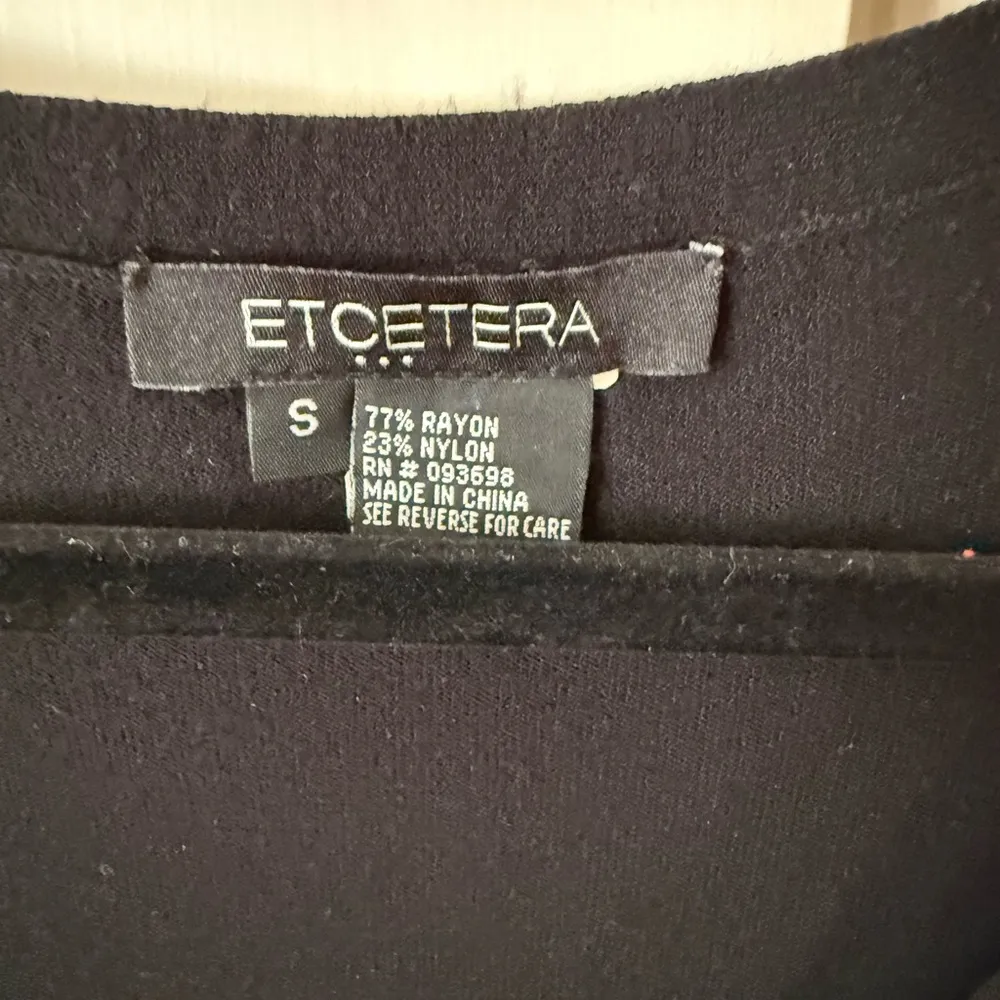 ETCETERA
...
S
77% RAYON
23% NYLON
RN # 093698
MADE IN CHINA
SEE REVERSE FOR CARE